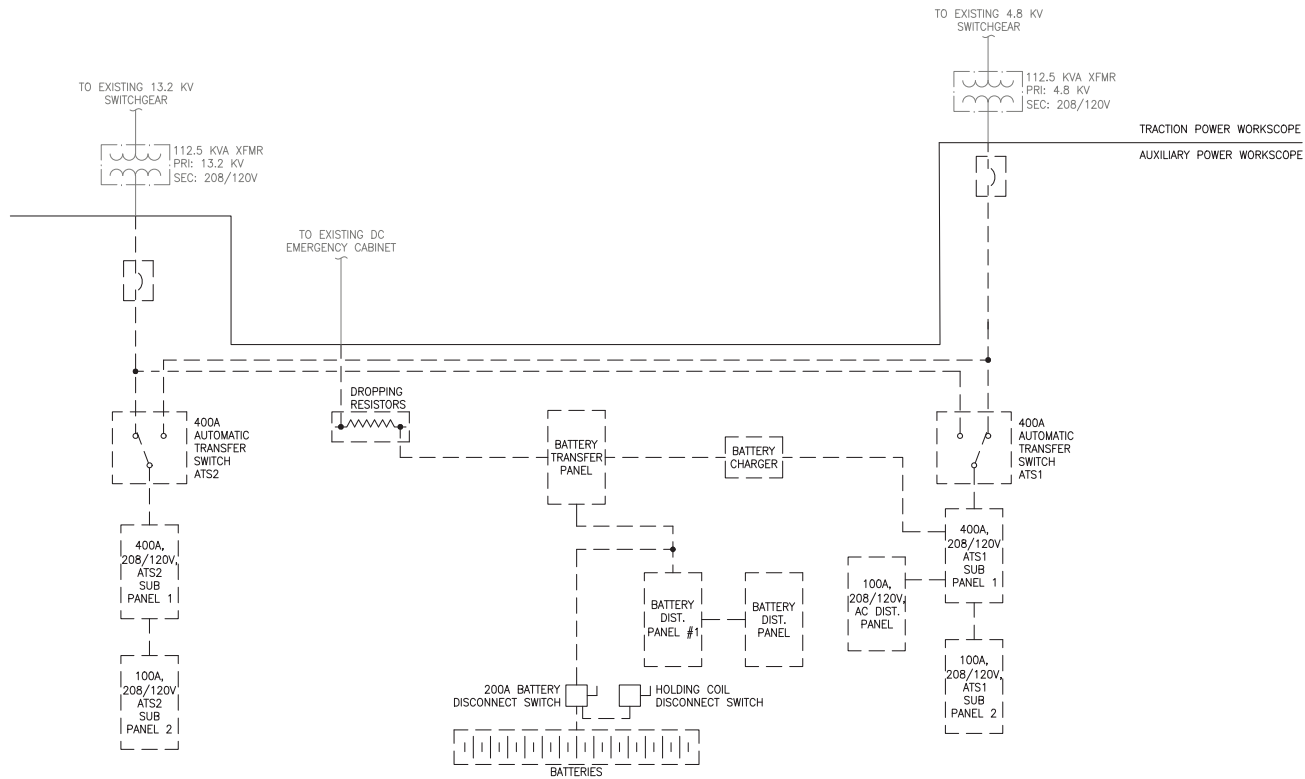 TO EXISTING 4.8 KV
SWITCHGEAR
112.5 KVA XFMR
PRI: 4.8 KV
SEC: 208/120V
TO EXISTING 13.2 KV
SWITCHGEAR
112.5 KVA XFMR
PRI: 13.2 KV
SEC: 208/120V
TRACTION POWER WORKSCOPE
AUXILIARY POWER WORKSCOPE
TO EXISTING DC
EMERGENCY CABINET
400A
AUTOMATIC
TRANSFER
SWITCH
ATS2
DROPPING
RESISTORS
BATTERY
TRANSFER
PANEL
BATTERY
CHARGER
400A
AUTOMATIC
TRANSFER
SWITCH
ATS1
400A,
208/120V,
ATS2
SUB
PANEL 1
400A,
208/120V
ATS1
SUB
PANEL 1
100A,
208/120V,
AC DIST.
PANEL
BATTERY
DIST.
PANEL #1
BATTERY
DIST.
PANEL
100A,
208/120V
ATS2
SUB
PANEL 2
100A,
208/120V,
ATS1
SUB
PANEL 2
200A BATTERY
DISCONNECT SWITCH
HOLDING COIL
DISCONNECT SWITCH
BATTERIES